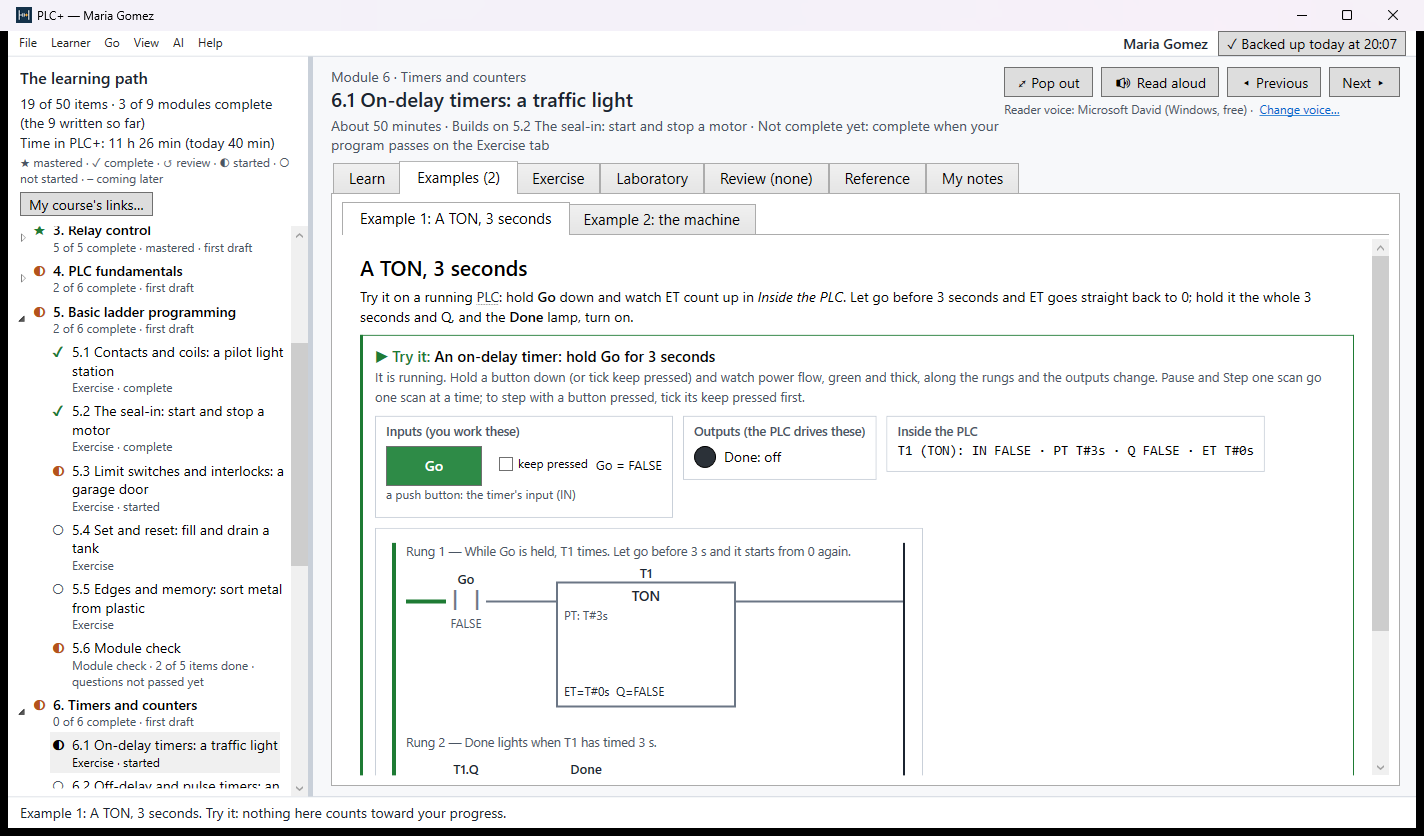 PLC+ — Maria Gomez
File Learner Go View AI Help
Maria Gomez
✓ Backed up today at 20:07
The learning path
19 of 50 items · 3 of 9 modules complete
(the 9 written so far)
Time in PLC+: 11 h 26 min (today 40 min)
★ mastered · ✓ complete · ↺ review · ◐ started · ○
not started · – coming later
My course's links...
3. Relay control
5 of 5 complete · mastered · first draft
4. PLC fundamentals
2 of 6 complete · first draft
5. Basic ladder programming
2 of 6 complete · first draft
5.1 Contacts and coils: a pilot light
station
Exercise · complete
5.2 The seal-in: start and stop a
motor
Exercise · complete
5.3 Limit switches and interlocks: a
garage door
Exercise · started
5.4 Set and reset: fill and drain a
tank
Exercise
5.5 Edges and memory: sort metal
from plastic
Exercise
5.6 Module check
Module check · 2 of 5 items done ·
questions not passed yet
6. Timers and counters
0 of 6 complete · first draft
6.1 On-delay timers: a traffic light
Exercise · started
6.2 Off-delay and pulse timers: an
Module 6 · Timers and counters
6.1 On-delay timers: a traffic light
About 50 minutes · Builds on 5.2 The seal-in: start and stop a motor · Not complete yet: complete when your
program passes on the Exercise tab
Pop out
Read aloud
Previous
Next
Reader voice: Microsoft David (Windows, free) · Change voice...
Learn
Examples (2)
Exercise
Laboratory
Review (none)
Reference
My notes
Example 1: A TON, 3 seconds
Example 2: the machine
A TON, 3 seconds
Try it on a running PLC: hold Go down and watch ET count up in Inside the PLC. Let go before 3 seconds and ET goes straight back to 0; hold it the whole 3
seconds and Q, and the Done lamp, turn on.
▶ Try it: An on-delay timer: hold Go for 3 seconds
It is running. Hold a button down (or tick keep pressed) and watch power flow, green and thick, along the rungs and the outputs change. Pause and Step one scan go
one scan at a time; to step with a button pressed, tick its keep pressed first.
Inputs (you work these)
Go
keep pressed Go = FALSE
a push button: the timer's input (IN)
Outputs (the PLC drives these)
Done: off
Inside the PLC
T1 (TON): IN FALSE · PT T#3s · Q FALSE · ET T#0s
Rung 1 — While Go is held, T1 times. Let go before 3 s and it starts from 0 again.
Go
FALSE
T1
TON
PT: T#3s
ET=T#0s Q=FALSE
Rung 2 — Done lights when T1 has timed 3 s.
T1.Q
Done
Example 1: A TON, 3 seconds. Try it: nothing here counts toward your progress.